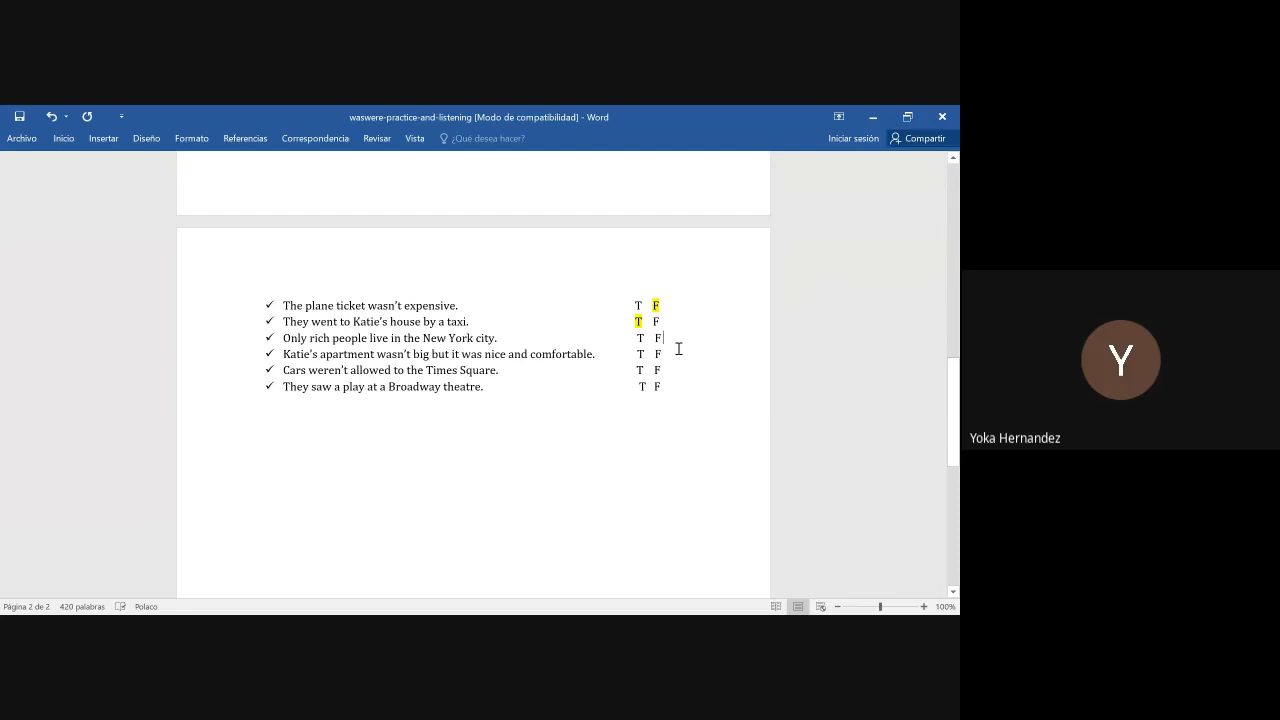 waswere-practice-and-listening [Modo de compatibilidad] - Word
Archivo Inicio Insertar Diseño Formato Referencias Correspondencia Revisar Vista ¿Qué desea hacer? Iniciar sesión Compartir
✓ The plane ticket wasn't expensive. T F
✓ They went to Katie's house by a taxi. T F
✓ Only rich people live in the New York city. T F
✓ Katie's apartment wasn't big but it was nice and comfortable. T F
✓ Cars weren't allowed to the Times Square. T F
✓ They saw a play at a Broadway theatre. T F
Y
Yoka Hernandez
Página 2 de 2 420 palabras Polaco 100%